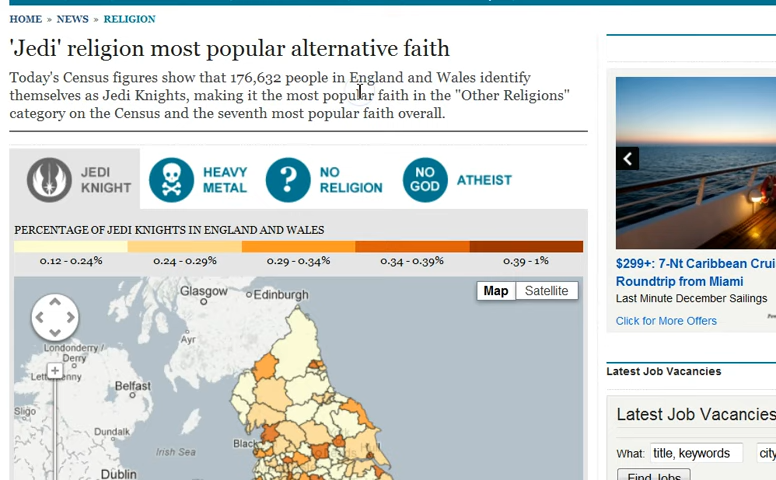 HOME » NEWS » RELIGION
'Jedi' religion most popular alternative faith
Today's Census figures show that 176,632 people in England and Wales identify
themselves as Jedi Knights, making it the most popular faith in the "Other Religions"
category on the Census and the seventh most popular faith overall.
JEDI KNIGHT
HEAVY METAL
? NO RELIGION
NO GOD ATHEIST
PERCENTAGE OF JEDI KNIGHTS IN ENGLAND AND WALES
0.12 - 0.24%
0.24 - 0.29%
0.29 - 0.34%
0.34 - 0.39%
0.39 - 1%
Map
Satellite
Glasgow
Edinburgh
Ayr
Londonderry /
Derry
Belfast
Sligo
Dundalk
Irish Sea
Dublin
$299+: 7-Nt Caribbean Crui
Roundtrip from Miami
Last Minute December Sailings
Click for More Offers
Latest Job Vacancies
Latest Job Vacancies
What: title, keywords
city
Find Jobs